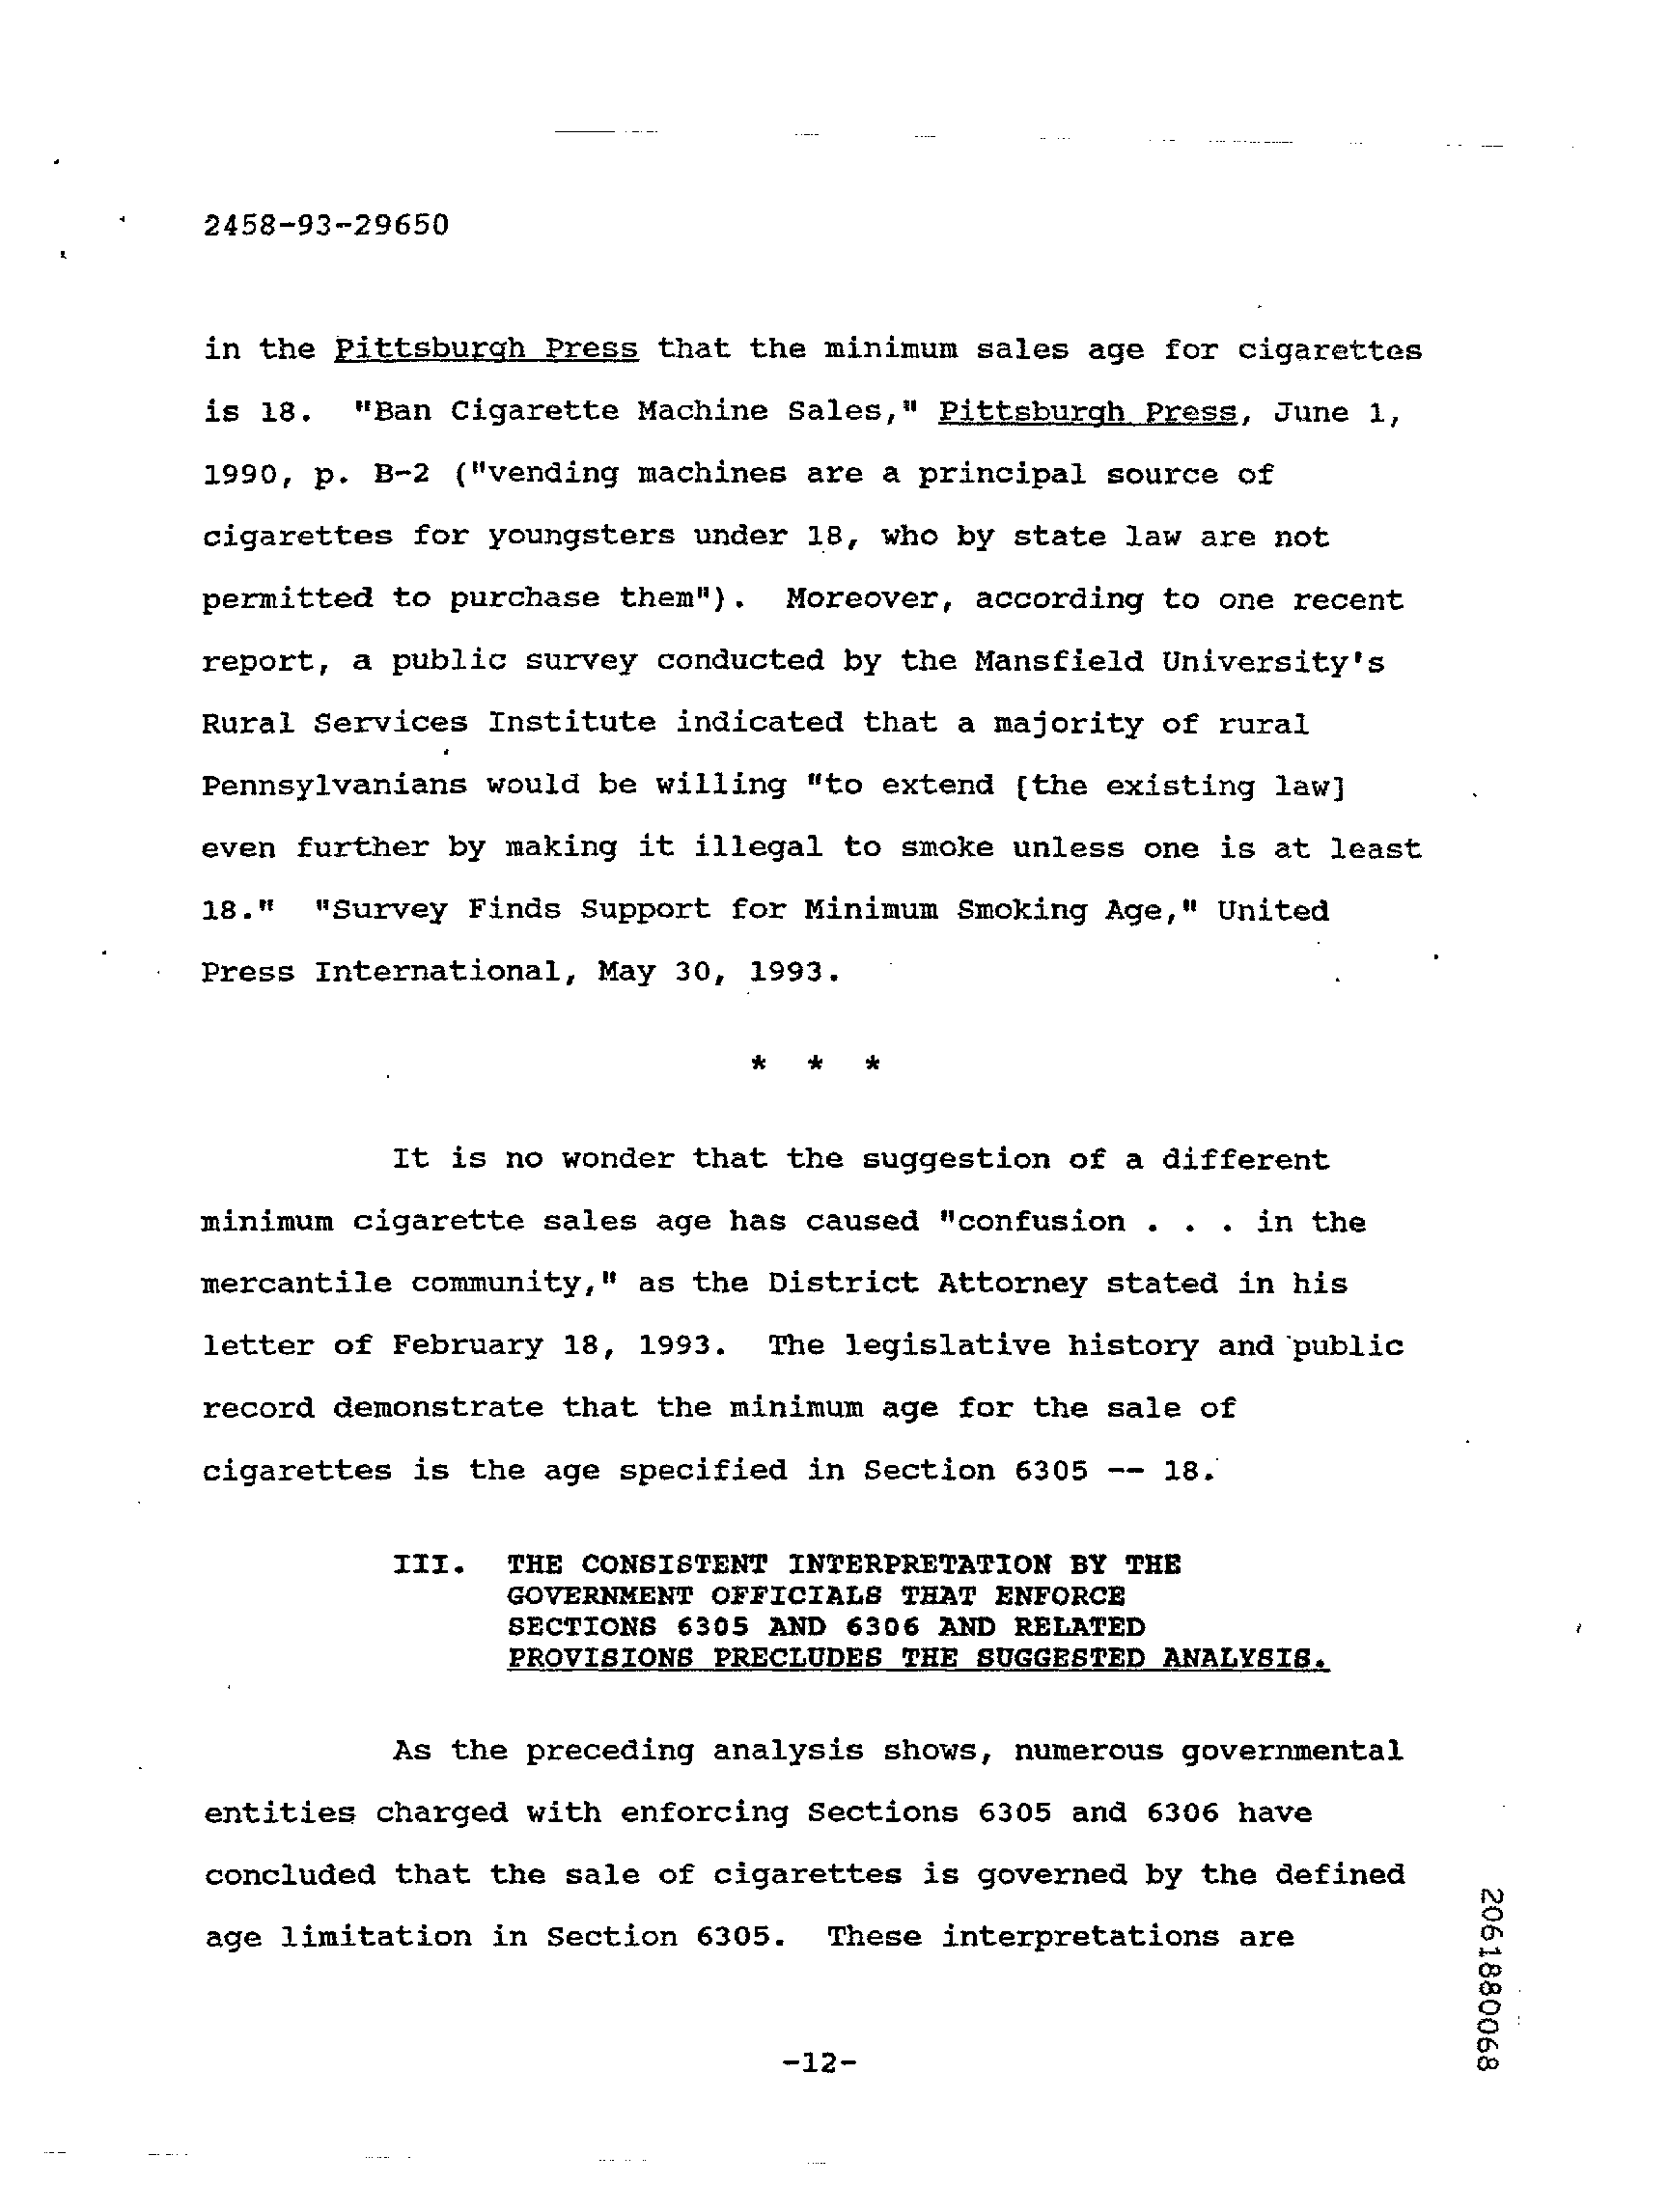 2458-93-29650
in the Pittsburgh Press that the minimum sales age for cigarettes
is 18. "Ban Cigarette Machine Sales," Pittsburgh Press, June 1,
1990, p. B-2 ("vending machines are a principal source of
cigarettes for youngsters under 18, who by state law are not
permitted to purchase them"). Moreover, according to one recent
report, a public survey conducted by the Mansfield University's
Rural Services Institute indicated that a majority of rural
Pennsylvanians would be willing "to extend [the existing law]
even further by making it illegal to smoke unless one is at least
18." "Survey Finds Support for Minimum Smoking Age," United
Press International, May 30, 1993.
* * *
It is no wonder that the suggestion of a different
minimum cigarette sales age has caused "confusion . . . in the
mercantile community," as the District Attorney stated in his
letter of February 18, 1993. The legislative history and public
record demonstrate that the minimum age for the sale of
cigarettes is the age specified in Section 6305 -- 18.
III. THE CONSISTENT INTERPRETATION BY THE
GOVERNMENT OFFICIALS THAT ENFORCE
SECTIONS 6305 AND 6306 AND RELATED
PROVISIONS PRECLUDES THE SUGGESTED ANALYSIS.
As the preceding analysis shows, numerous governmental
entities charged with enforcing Sections 6305 and 6306 have
concluded that the sale of cigarettes is governed by the defined
age limitation in Section 6305. These interpretations are
-12-
2061880068